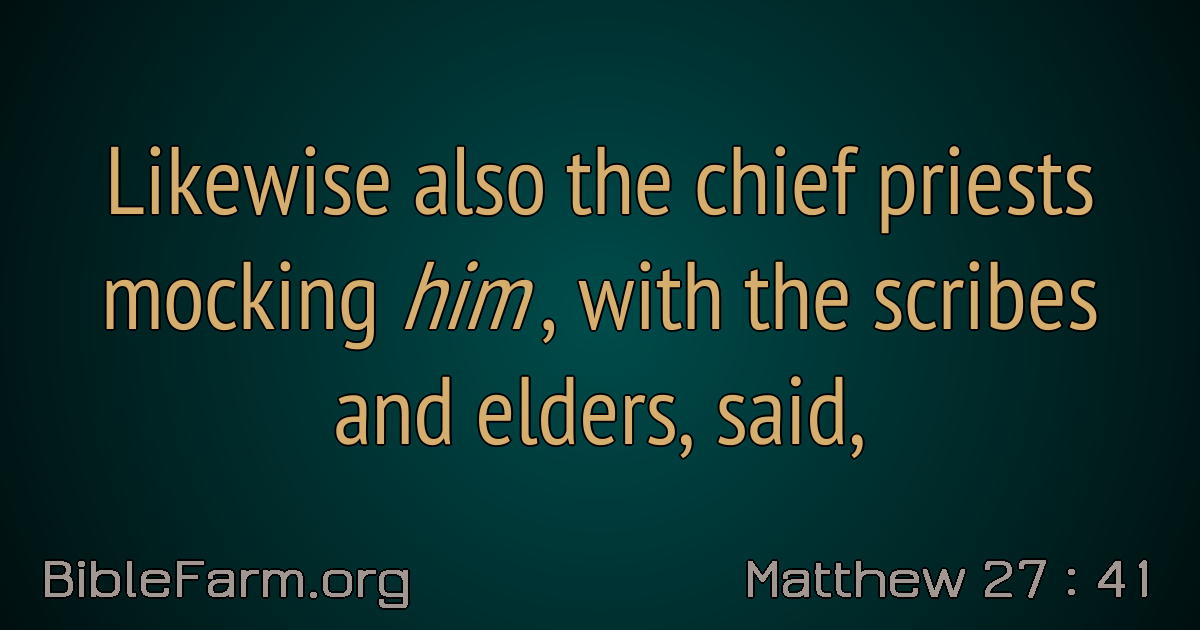 Likewise also the chief priests
mocking him, with the scribes
and elders, said,
BibleFarm.org
Matthew 27 : 41